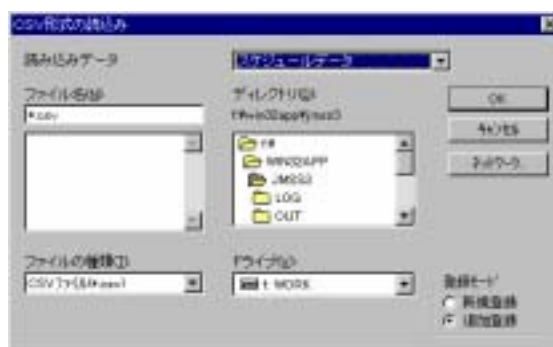 CSV形式の読込み
読み込みデータ
スケジュールデータ
ファイル名(N)
*.csv
ディレクトリ(D)
f:¥win32app¥jmss3
f:¥
WIN32APP
JMSS3
LOG
OUT
OK
キャンセル
ネットワーク...
ファイルの種類(T)
CSVファイル(*.csv)
ドライブ(V)
f: WORK
登録モード
新規登録
追加登録